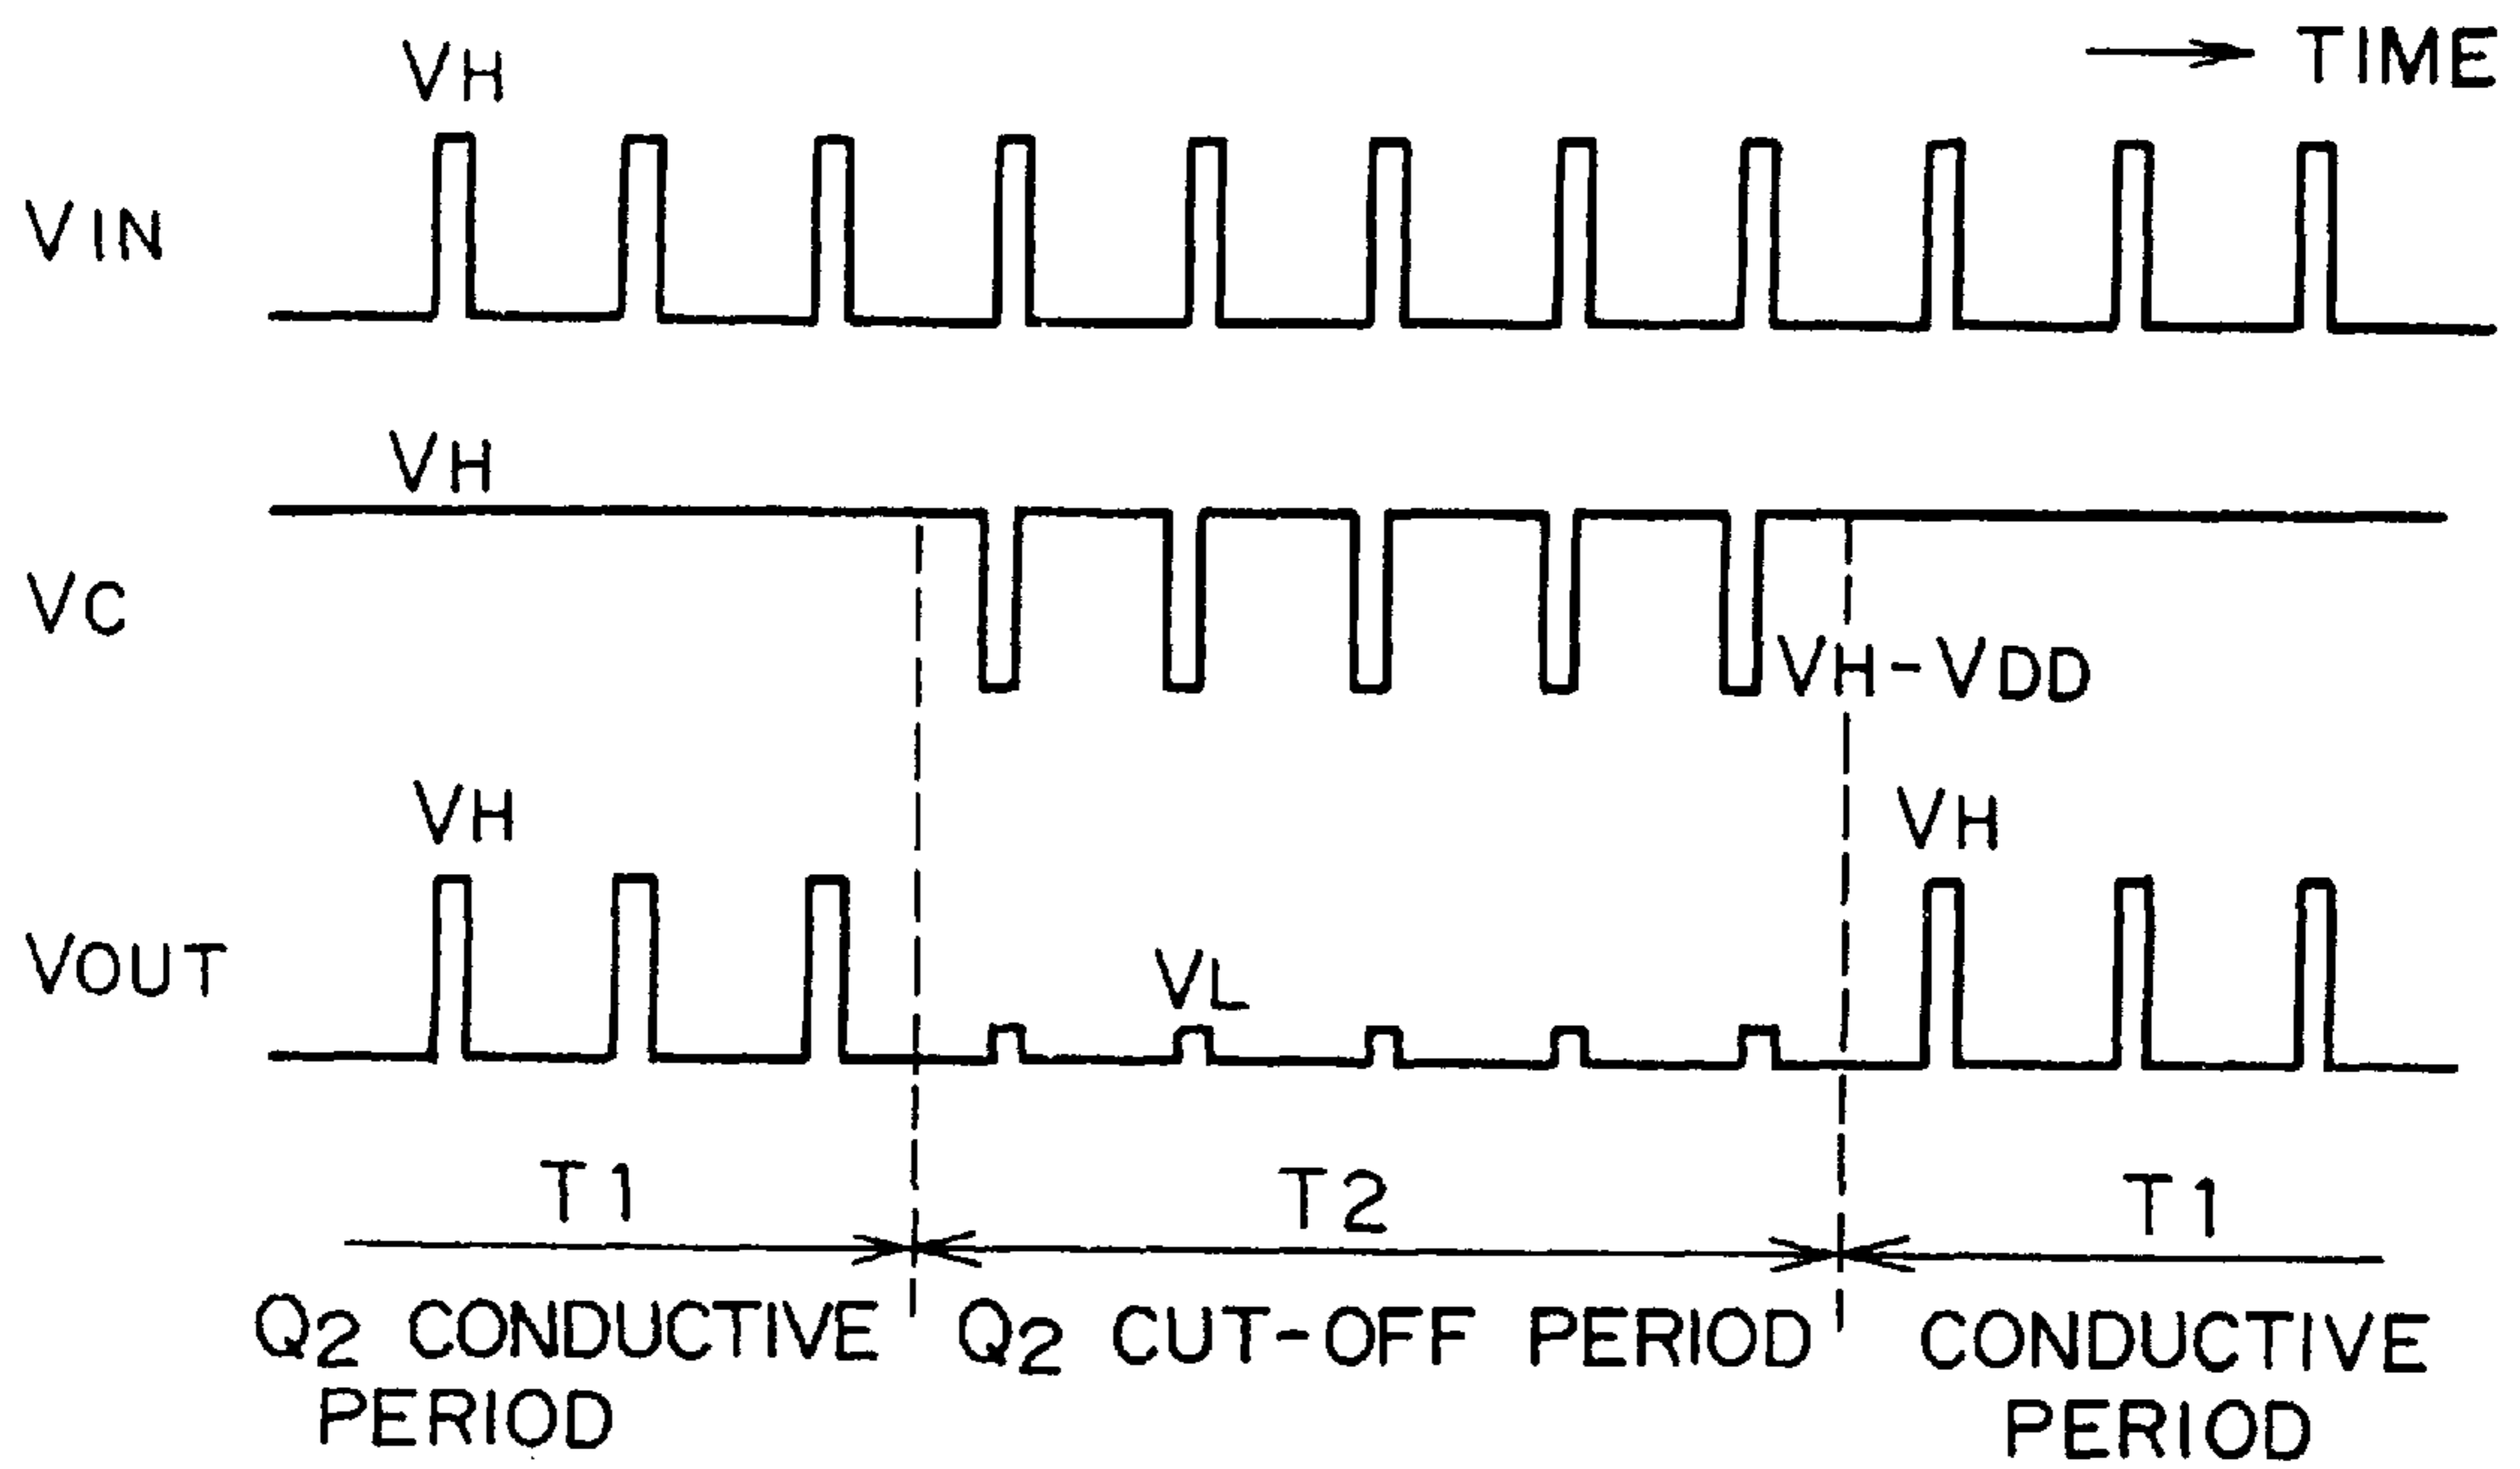 VH
TIME
VIN
VH
VC
VH-VDD
VH
VH
VOUT
VL
T1
T2
T1
Q2 CONDUCTIVE
PERIOD
Q2 CUT-OFF PERIOD
CONDUCTIVE
PERIOD